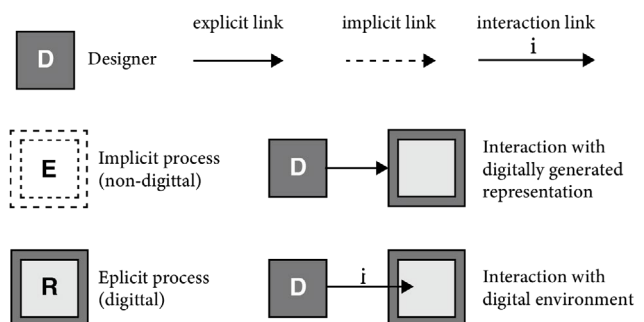 explicit link
implicit link
interaction link
D
Designer
i
E
Implicit process
(non-digittal)
D
Interaction with
digitally generated
representation
R
Eplicit process
(digittal)
D
i
Interaction with
digital environment